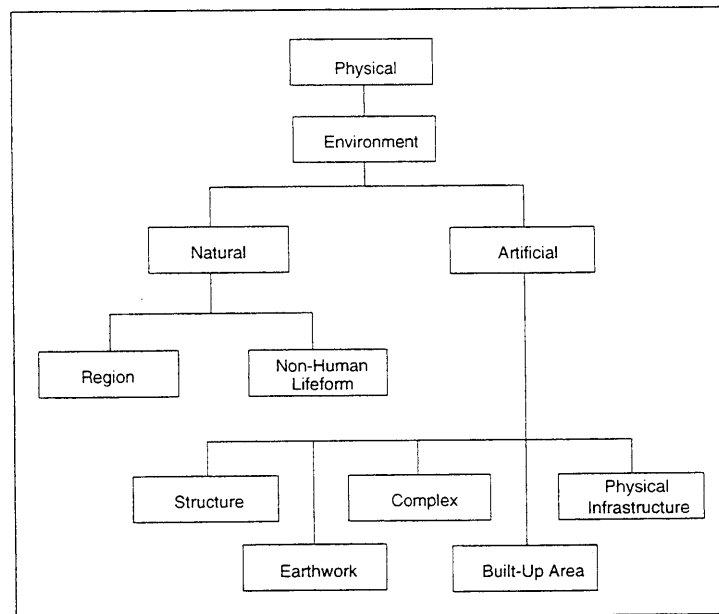 Physical
Environment
Natural
Artificial
Region
Non-Human
Lifeform
Structure
Complex
Physical
Infrastructure
Earthwork
Built-Up Area